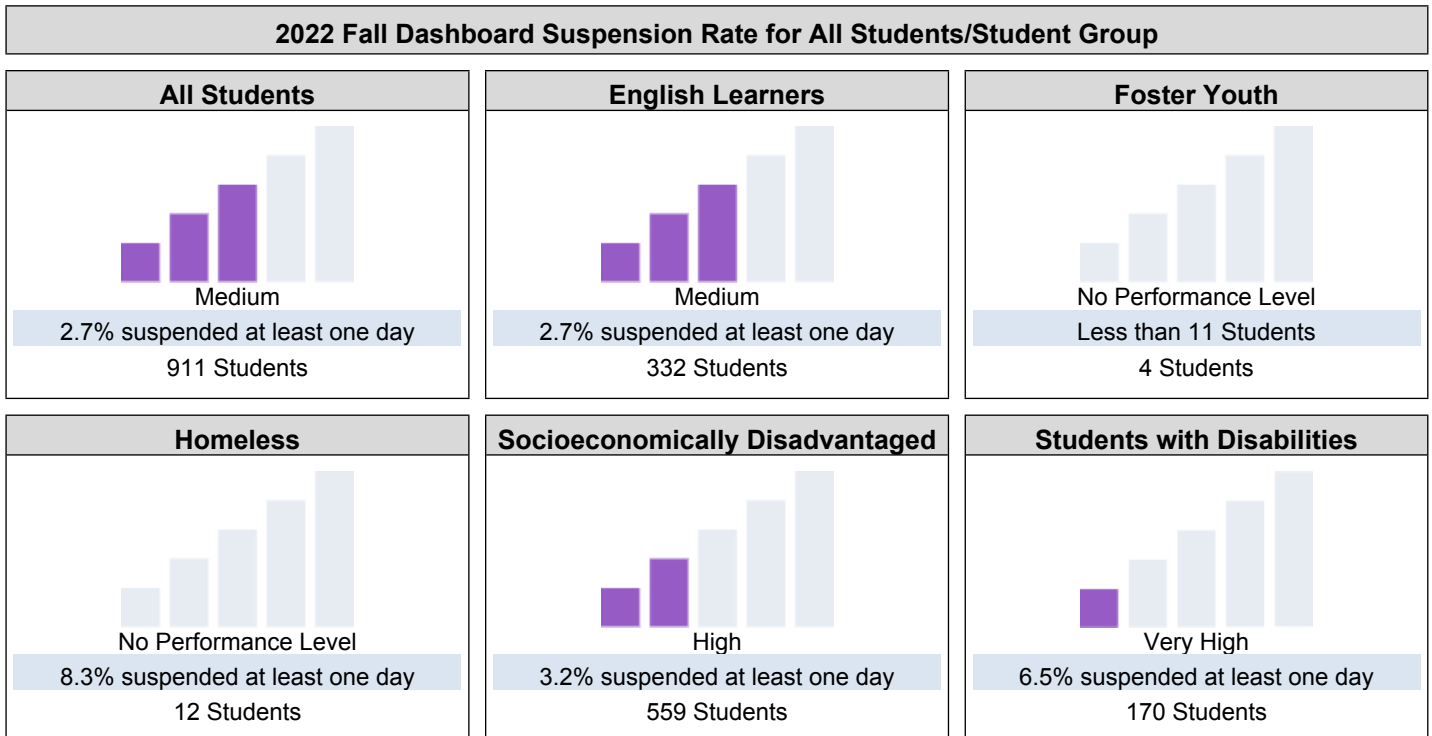 2022 Fall Dashboard Suspension Rate for All Students/Student Group
All Students
Medium
2.7% suspended at least one day
911 Students
English Learners
Medium
2.7% suspended at least one day
332 Students
Foster Youth
No Performance Level
Less than 11 Students
4 Students
Homeless
No Performance Level
8.3% suspended at least one day
12 Students
Socioeconomically Disadvantaged
High
3.2% suspended at least one day
559 Students
Students with Disabilities
Very High
6.5% suspended at least one day
170 Students